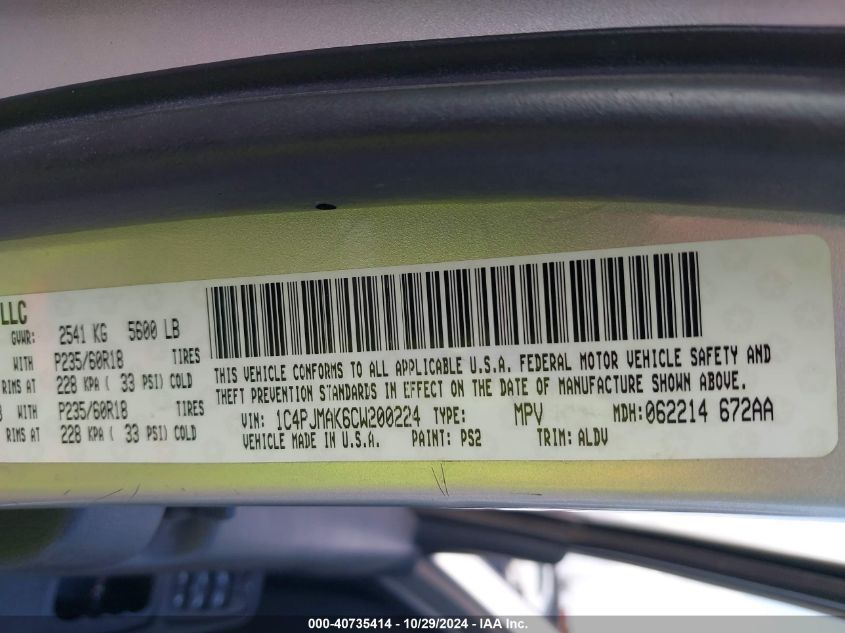 LLC
GVWR: 2541 KG 5600 LB
WITH P235/60R18 TIRES
RIMS AT 228 KPA ( 33 PSI) COLD
WITH P235/60R18 TIRES
RIMS AT 228 KPA ( 33 PSI) COLD
THIS VEHICLE CONFORMS TO ALL APPLICABLE U.S.A. FEDERAL MOTOR VEHICLE SAFETY AND
THEFT PREVENTION STANDARDS IN EFFECT ON THE DATE OF MANUFACTURE SHOWN ABOVE.
VIN: 1C4PJMAK6CW200224 TYPE: MPV MDH:062214 672AA
VEHICLE MADE IN U.S.A. PAINT: PS2 TRIM: ALDV
000-40735414 - 10/29/2024 - IAA Inc.